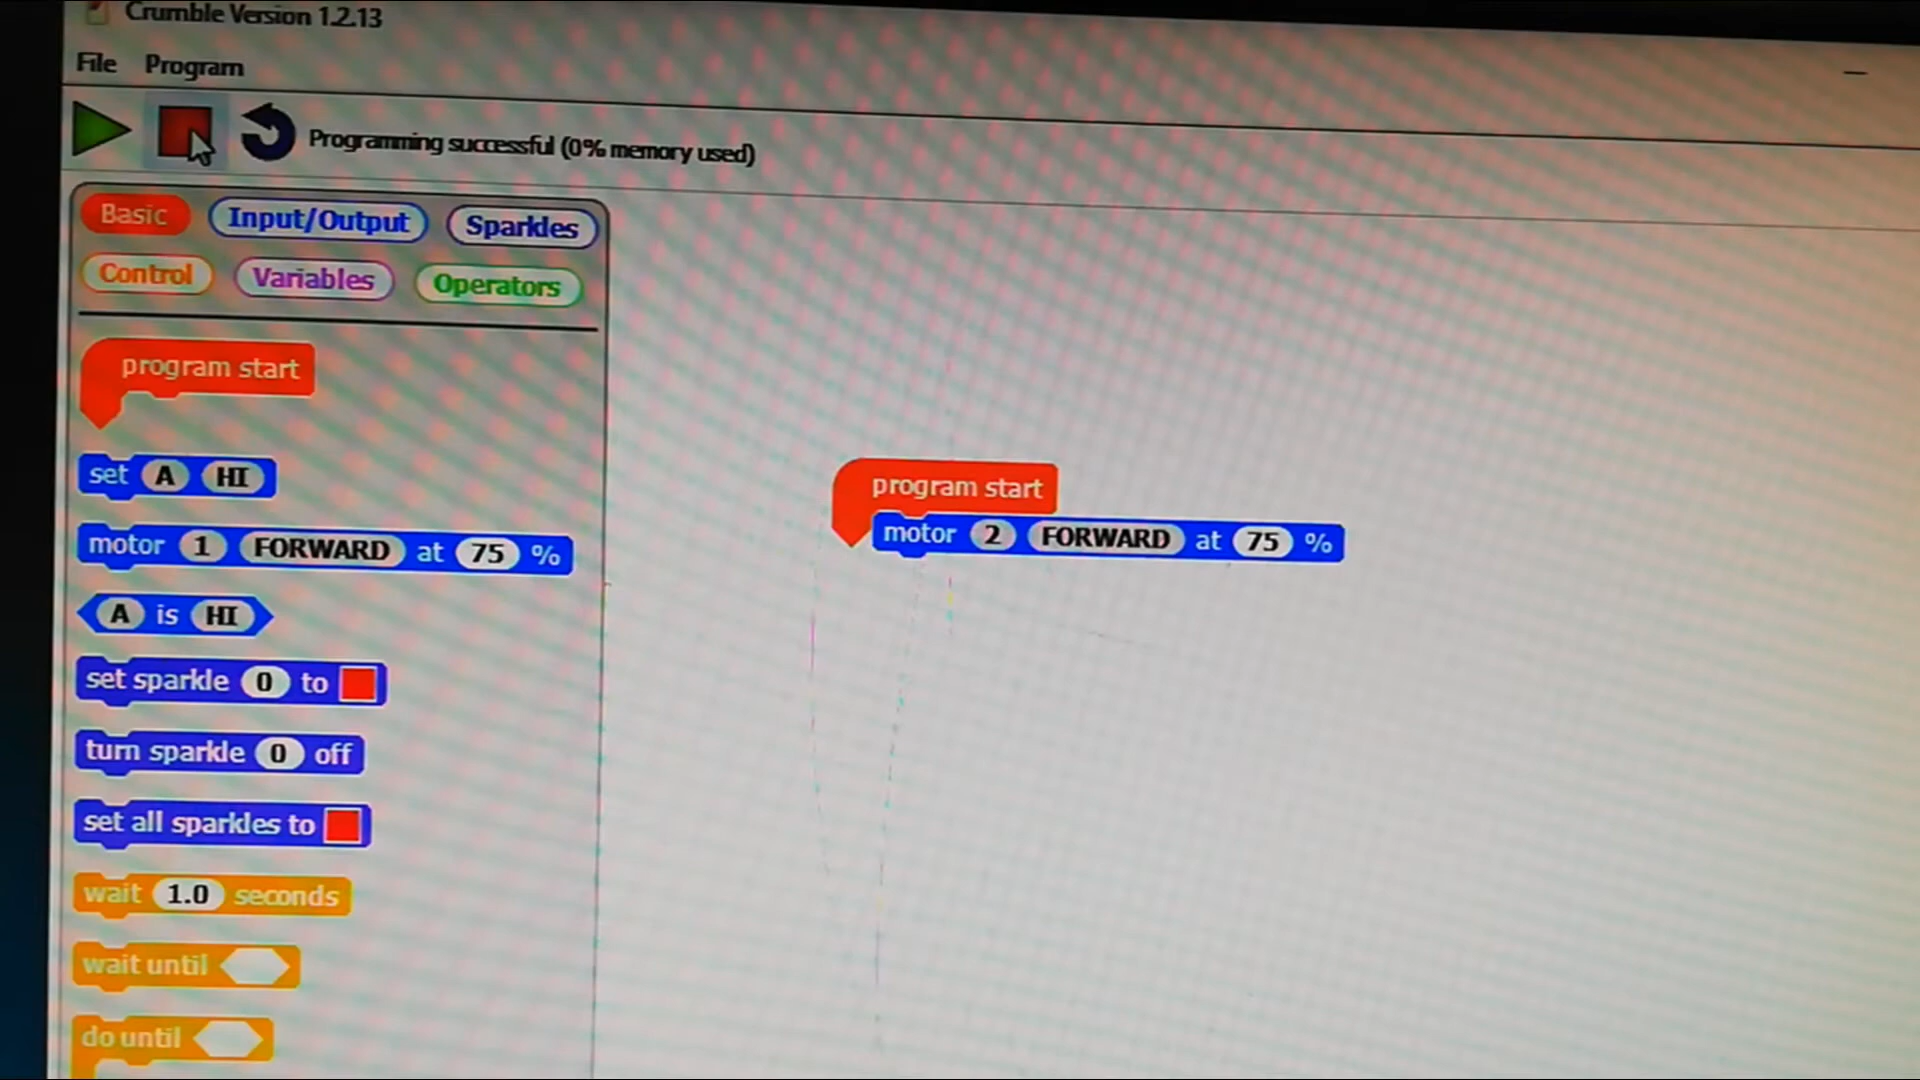 Crumble Version 1.2.13
File Program
Programming successful (0% memory used)
Basic Input/Output Sparkles
Control Variables Operators
program start
set A HI
motor 1 FORWARD at 75 %
A is HI
set sparkle 0 to
turn sparkle 0 off
set all sparkles to
wait 1.0 seconds
wait until
do until
program start
motor 2 FORWARD at 75 %